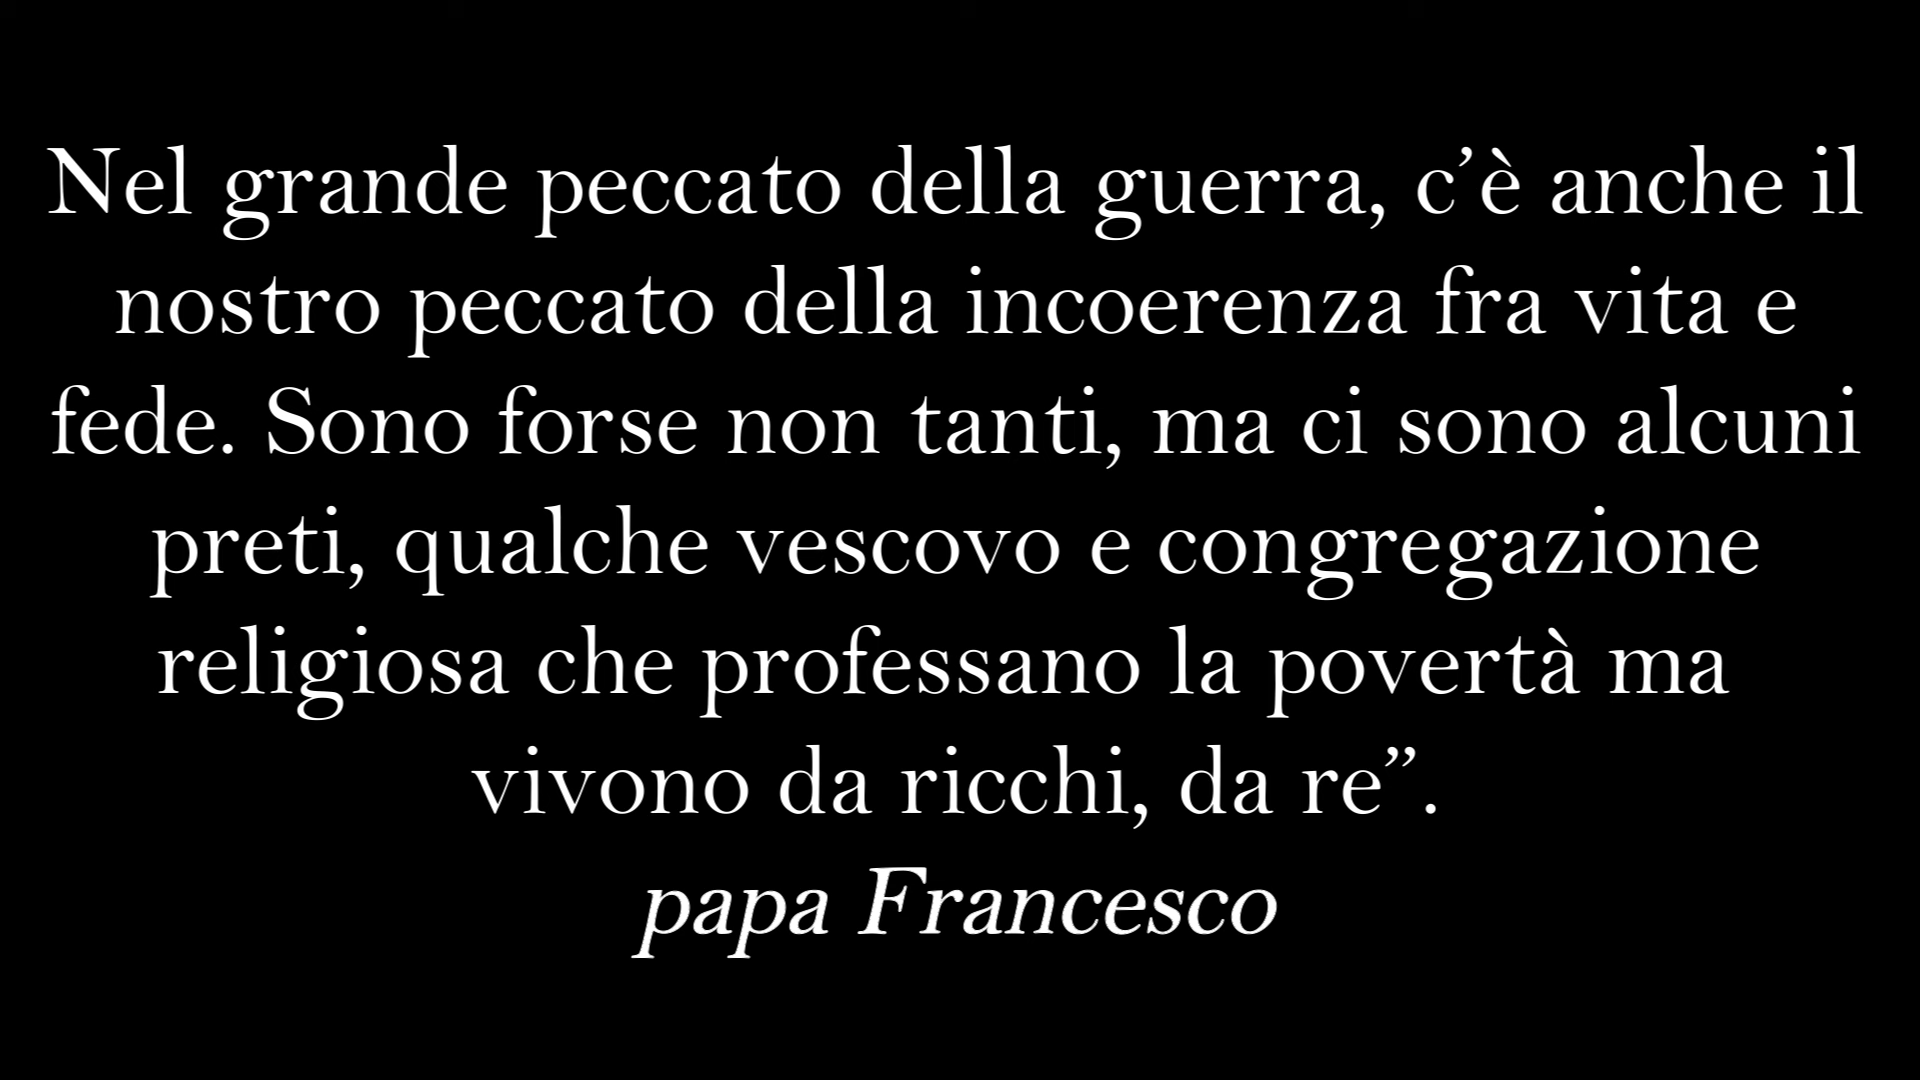 Nel grande peccato della guerra, c’è anche il
nostro peccato della incoerenza fra vita e
fede. Sono forse non tanti, ma ci sono alcuni
preti, qualche vescovo e congregazione
religiosa che professano la povertà ma
vivono da ricchi, da re”.
papa Francesco